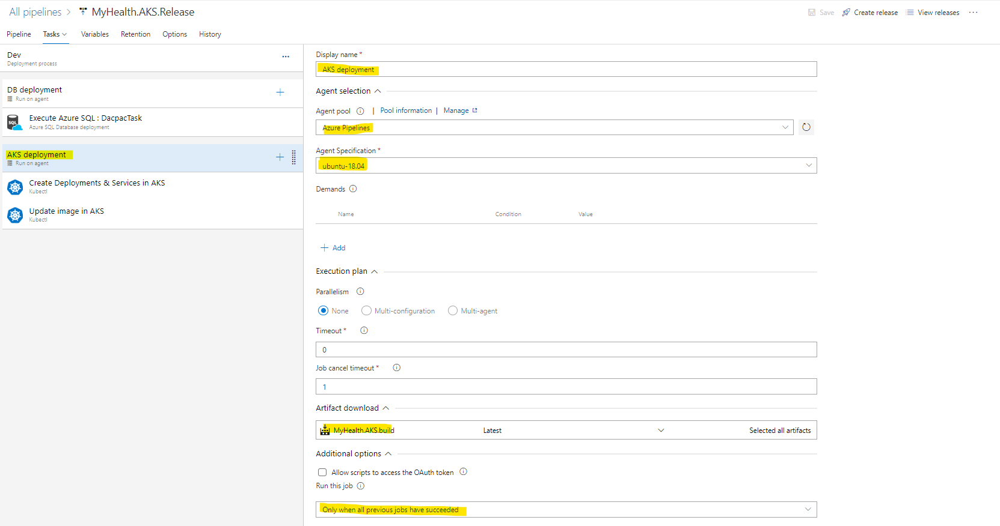 All pipelines > MyHealth.AKS.Release
Save Create release View releases ...
Pipeline Tasks Variables Retention Options History
Dev
Deployment process
DB deployment
Run on agent
Execute Azure SQL : DacpacTask
Azure SQL Database deployment
SQL
AKS deployment
Run on agent
Create Deployments & Services in AKS
Kubectl
Update image in AKS
Kubectl
Display name *
AKS deployment
Agent selection
Agent pool | Pool information | Manage
Azure Pipelines
Agent Specification *
ubuntu-18.04
Demands
Name Condition Value
+ Add
Execution plan
Parallelism
None Multi-configuration Multi-agent
Timeout *
0
Job cancel timeout *
1
Artifact download
MyHealth.AKS.build Latest Selected all artifacts
Additional options
Allow scripts to access the OAuth token
Run this job
Only when all previous jobs have succeeded